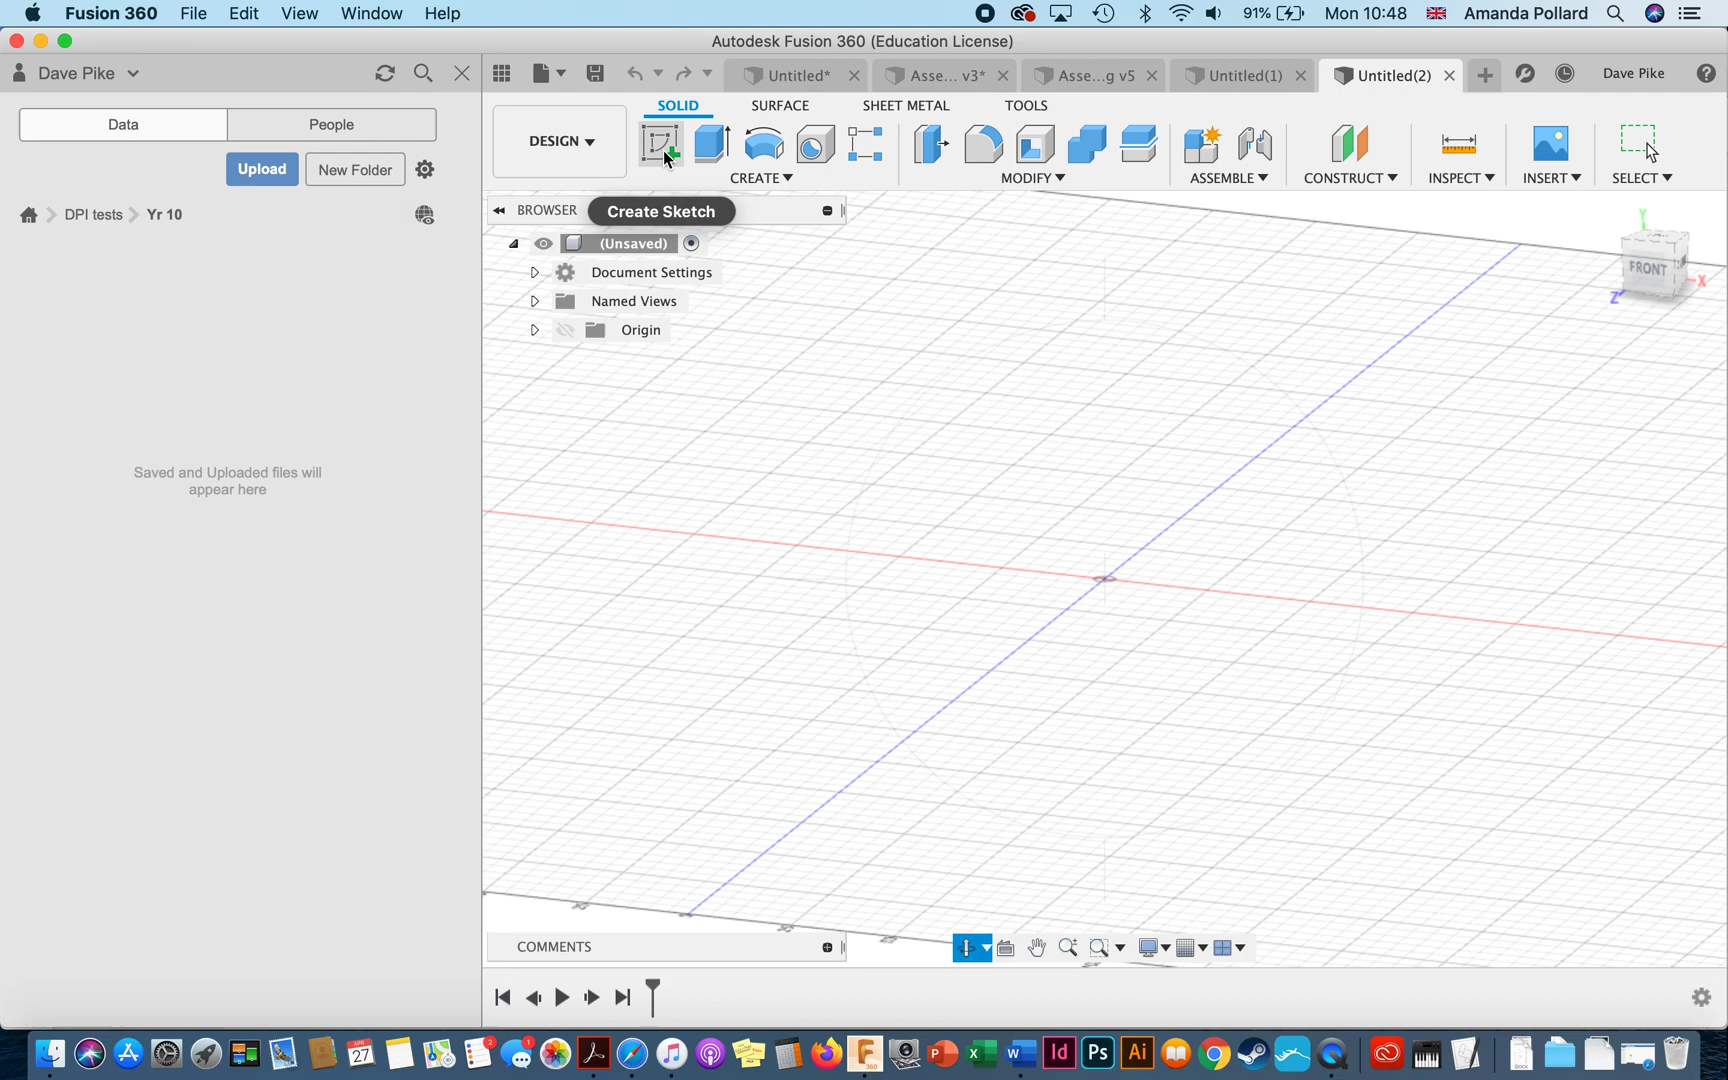 Fusion 360 File Edit View Window Help 91% Mon 10:48 Amanda Pollard
Autodesk Fusion 360 (Education License)
Dave Pike
Untitled* Asse... v3* Asse...g v5 Untitled(1) Untitled(2) Dave Pike
SOLID SURFACE SHEET METAL TOOLS
Data People
DESIGN
Upload New Folder
CREATE MODIFY ASSEMBLE CONSTRUCT INSPECT INSERT SELECT
BROWSER Create Sketch
DPI tests Yr 10
(Unsaved)
Document Settings
Named Views
Origin
Y
FRONT
X
Z
Saved and Uploaded files will
appear here
COMMENTS